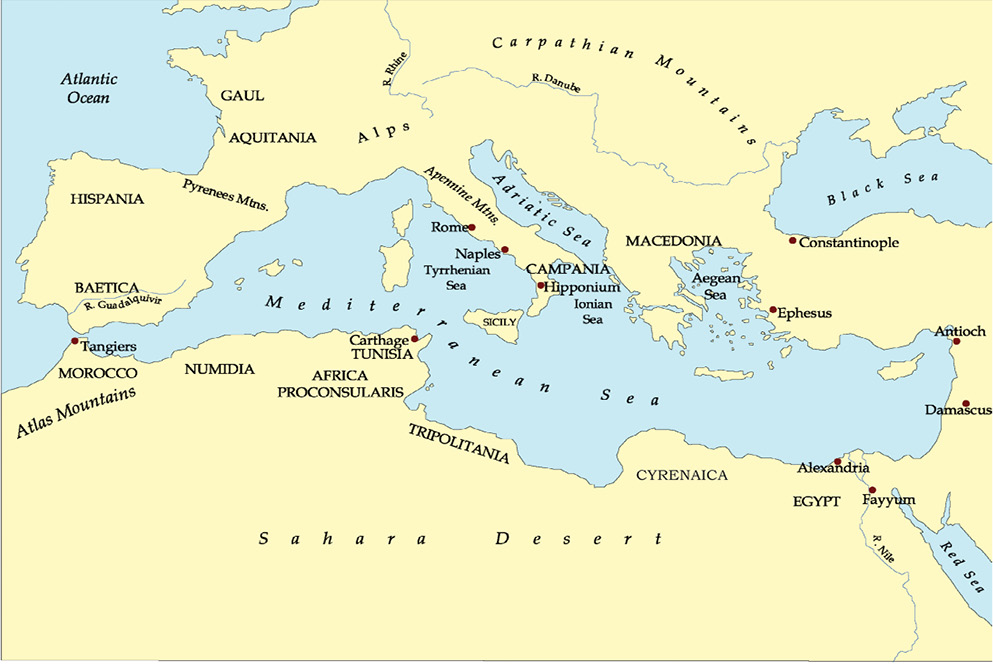 Carpathian Mountains
R. Rhine
R. Danube
Atlantic
Ocean
GAUL
AQUITANIA
Alps
HISPANIA
Pyrenees Mtns.
Apennine Mtns.
Adriatic Sea
Black Sea
Rome
Naples
MACEDONIA
Constantinople
Tyrrhenian
Sea
CAMPANIA
Hipponium
Ionian
Sea
Aegean
Sea
BAETICA
R. Guadalquivir
Mediterranean Sea
SICILY
Ephesus
Tangiers
Carthage
TUNISIA
Antioch
MOROCCO
NUMIDIA
AFRICA
PROCONSULARIS
Atlas Mountains
Damascus
TRIPOLITANIA
CYRENAICA
Alexandria
EGYPT
Fayyum
Sahara Desert
R. Nile
Red Sea